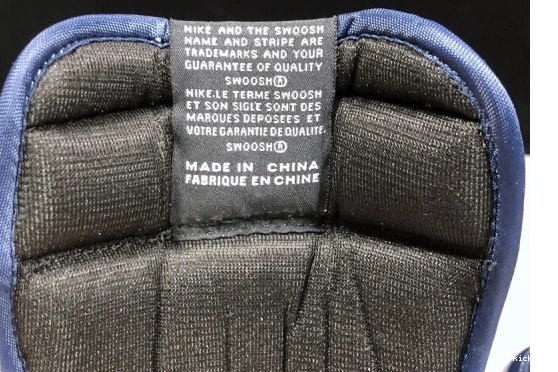 NIKE AND THE SWOOSH
NAME AND STRIPE ARE
TRADEMARKS AND YOUR
GUARANTEE OF QUALITY
SWOOSH®
NIKE.LE TERME SWOOSH
ET SON SIGLE SONT DES
MARQUES DEPOSEES ET
VOTRE GARANTIE DE QUALITE.
SWOOSH®
MADE IN CHINA
FABRIQUE EN CHINE